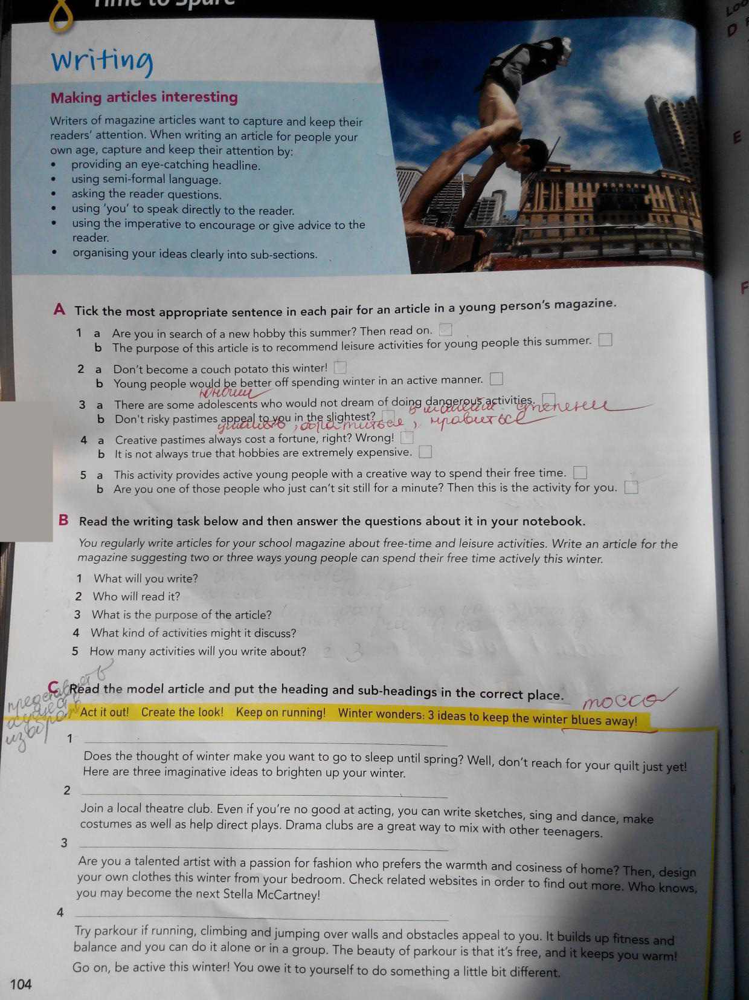 Time to Spare
8
Writing
Making articles interesting
Writers of magazine articles want to capture and keep their
readers' attention. When writing an article for people your
own age, capture and keep their attention by:
• providing an eye-catching headline.
• using semi-formal language.
• asking the reader questions.
• using 'you' to speak directly to the reader.
• using the imperative to encourage or give advice to the
reader.
• organising your ideas clearly into sub-sections.
A Tick the most appropriate sentence in each pair for an article in a young person's magazine.
1 a Are you in search of a new hobby this summer? Then read on.
b The purpose of this article is to recommend leisure activities for young people this summer.
2 a Don't become a couch potato this winter!
b Young people would be better off spending winter in an active manner.
юноши
3 a There are some adolescents who would not dream of doing dangerous activities.
степени
b Don't risky pastimes appeal to you in the slightest?
обратиться, нравиться
4 a Creative pastimes always cost a fortune, right? Wrong!
b It is not always true that hobbies are extremely expensive.
5 a This activity provides active young people with a creative way to spend their free time.
b Are you one of those people who just can't sit still for a minute? Then this is the activity for you.
B Read the writing task below and then answer the questions about it in your notebook.
You regularly write articles for your school magazine about free-time and leisure activities. Write an article for the
magazine suggesting two or three ways young people can spend their free time actively this winter.
1 What will you write?
2 Who will read it?
3 What is the purpose of the article?
4 What kind of activities might it discuss?
5 How many activities will you write about? 2 3
C Read the model article and put the heading and sub-headings in the correct place.
тоска
Act it out! Create the look! Keep on running! Winter wonders: 3 ideas to keep the winter blues away!
1
Does the thought of winter make you want to go to sleep until spring? Well, don't reach for your quilt just yet!
Here are three imaginative ideas to brighten up your winter.
2
Join a local theatre club. Even if you're no good at acting, you can write sketches, sing and dance, make
costumes as well as help direct plays. Drama clubs are a great way to mix with other teenagers.
3
Are you a talented artist with a passion for fashion who prefers the warmth and cosiness of home? Then, design
your own clothes this winter from your bedroom. Check related websites in order to find out more. Who knows,
you may become the next Stella McCartney!
4
Try parkour if running, climbing and jumping over walls and obstacles appeal to you. It builds up fitness and
balance and you can do it alone or in a group. The beauty of parkour is that it's free, and it keeps you warm!
Go on, be active this winter! You owe it to yourself to do something a little bit different.
104
D
E
F